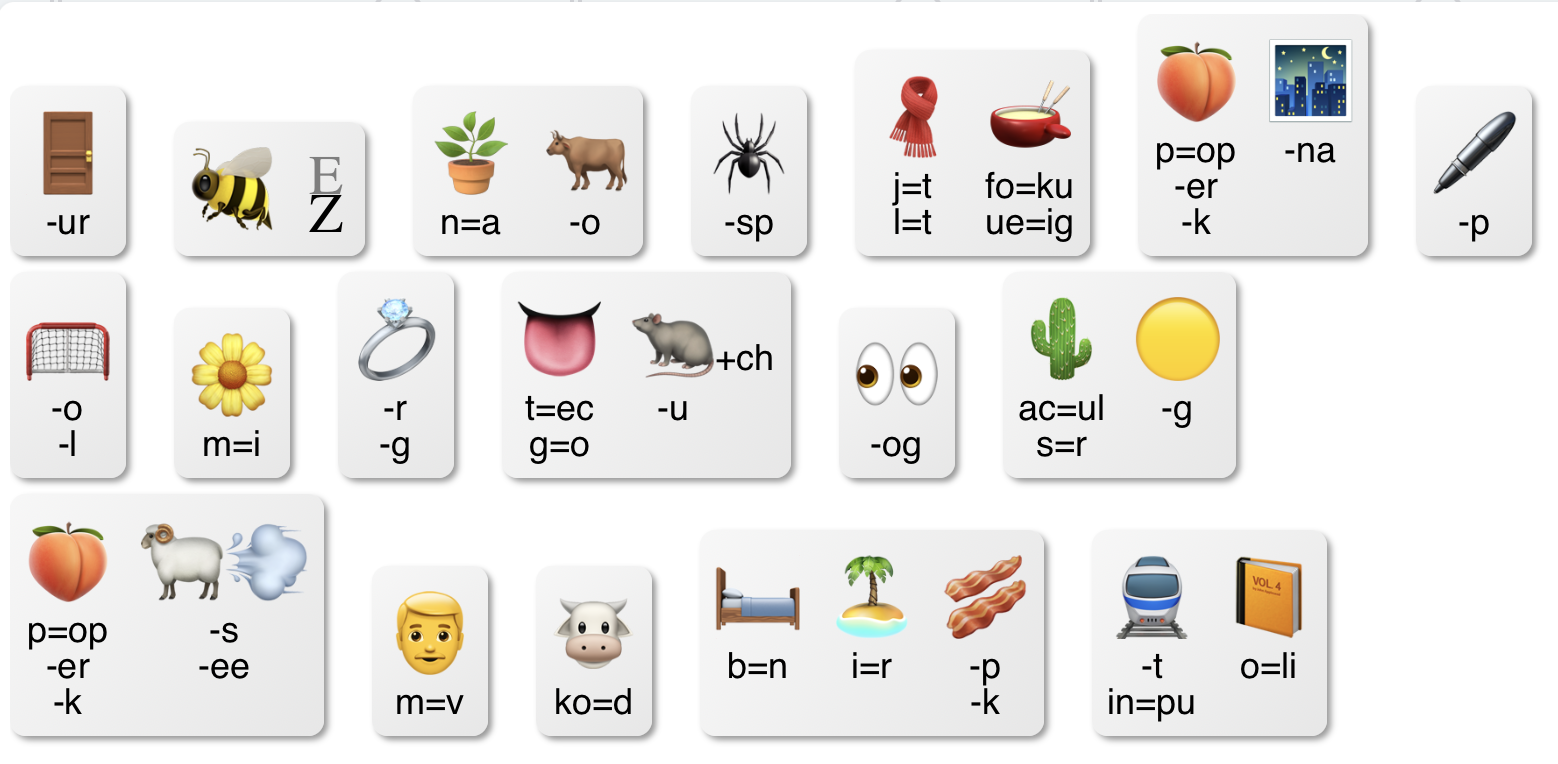 E
Z
-ur
n=a -o
-sp
j=t fo=ku
l=t ue=ig
p=op -na
-er
-k
-p
-o
-l
m=i
-r
-g
+ch
t=ec -u
g=o
-og
ac=ul -g
s=r
p=op -s
-er -ee
-k
m=v
ko=d
b=n i=r -p
-k
VOL. 4
-t o=li
in=pu